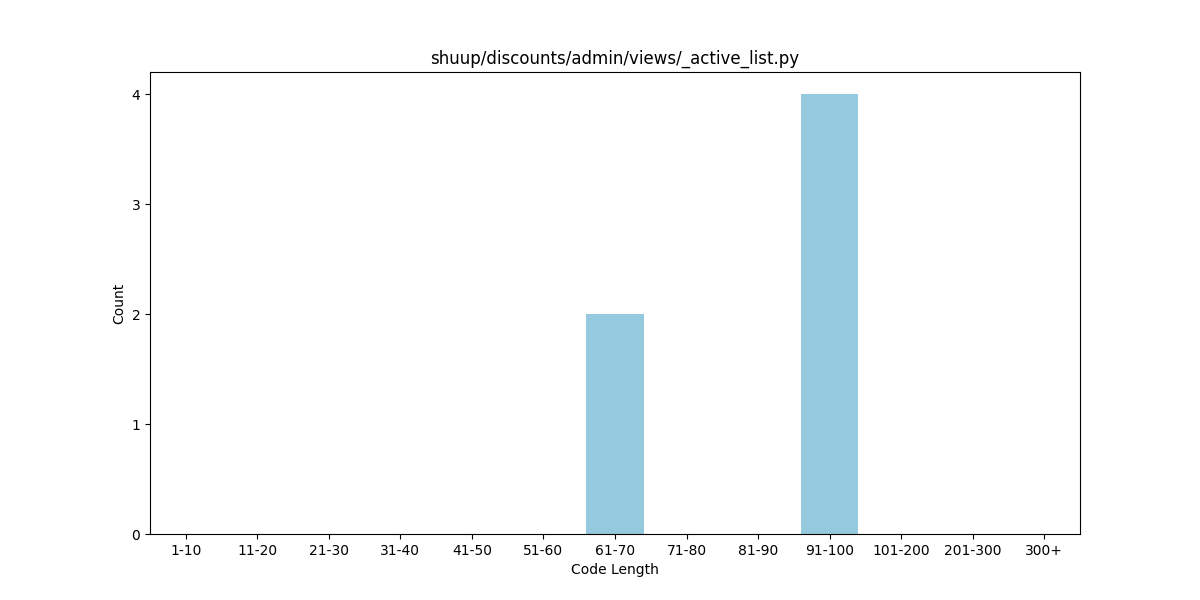 shuup/discounts/admin/views/_active_list.py
4
3
2
1
0
Count
1-10 11-20 21-30 31-40 41-50 51-60 61-70 71-80 81-90 91-100 101-200 201-300 300+
Code Length